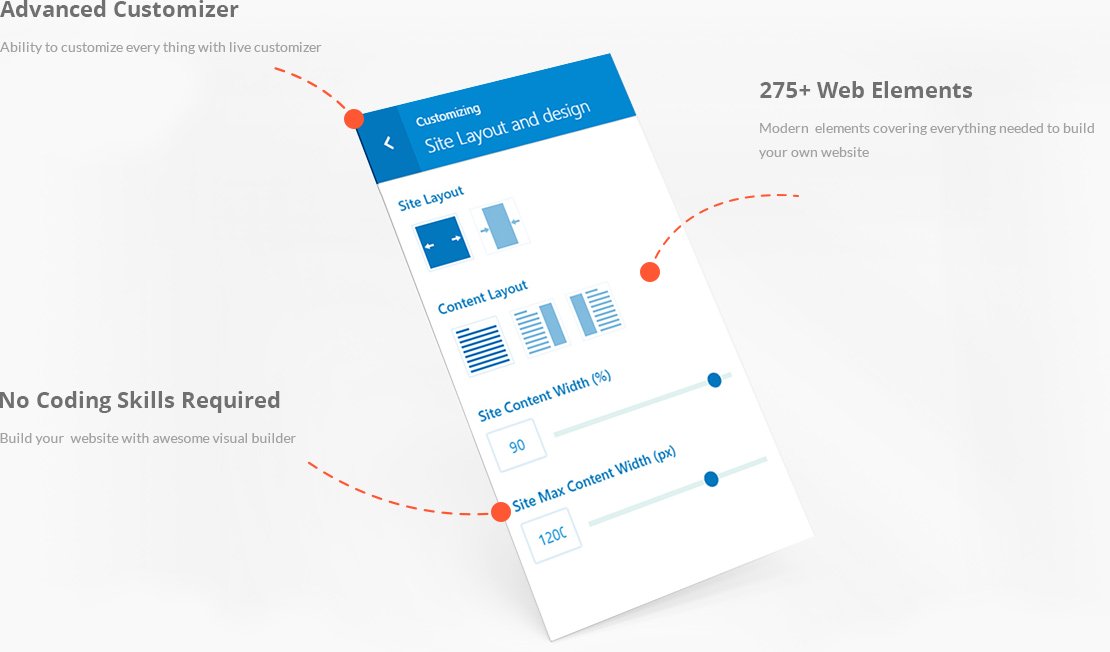 Advanced Customizer
Ability to customize every thing with live customizer
275+ Web Elements
Modern elements covering everything needed to build
your own website
Customizing
Site Layout and design
Site Layout
Content Layout
Site Content Width (%)
90
Site Max Content Width (px)
1200
No Coding Skills Required
Build your website with awesome visual builder